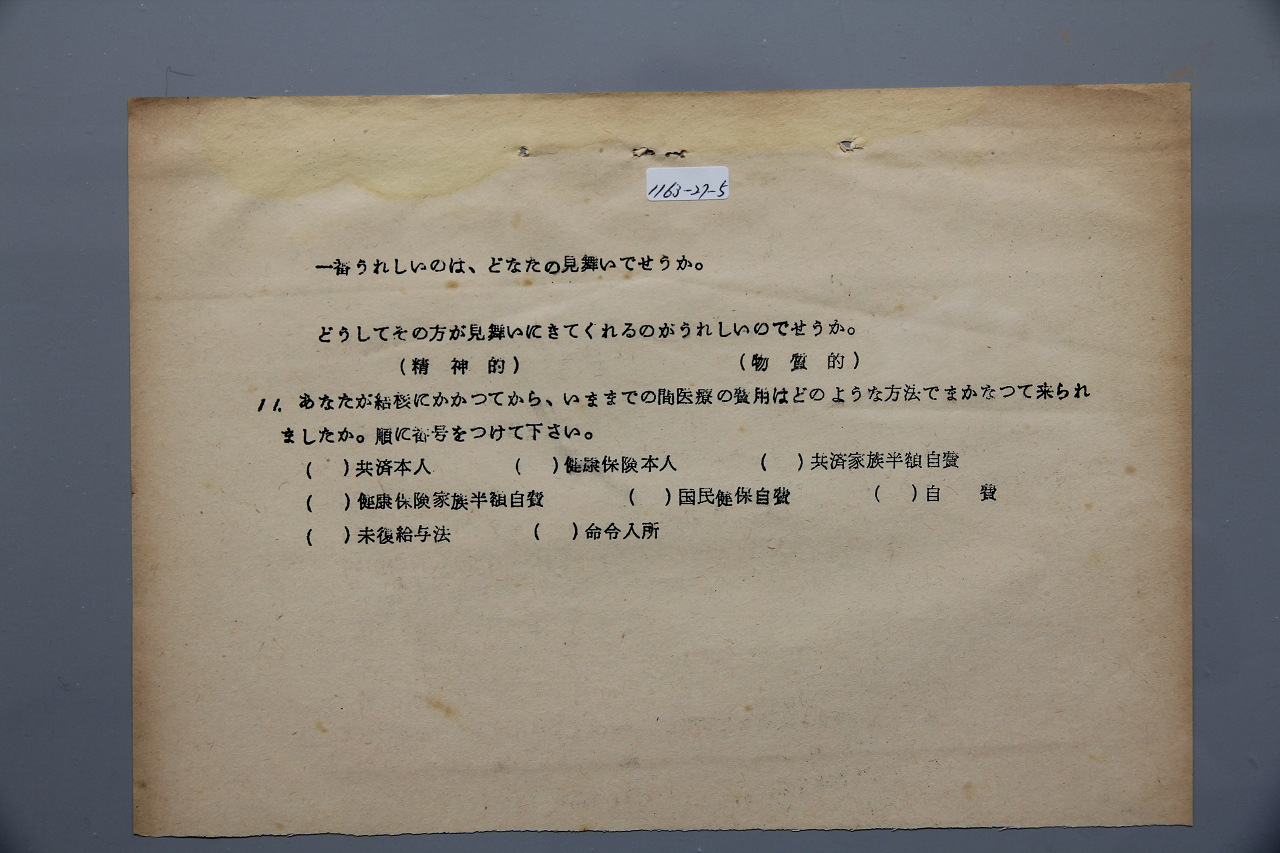 1163-27-5
一番うれしいのは、どなたの見舞いでせうか。
どうしてその方が見舞いにきてくれるのがうれしいのでせうか。
(精 神 的) (物 質 的)
11. あなたが結核にかかつてから、いままでの間医療の費用はどのような方法でまかなつて来られ
ましたか。順に番号をつけて下さい。
( )共済本人 ( )健康保険本人 ( )共済家族半額自費
( )健康保険家族半額自費 ( )国民健保自費 ( )自 費
( )未復給与法 ( )命令入所